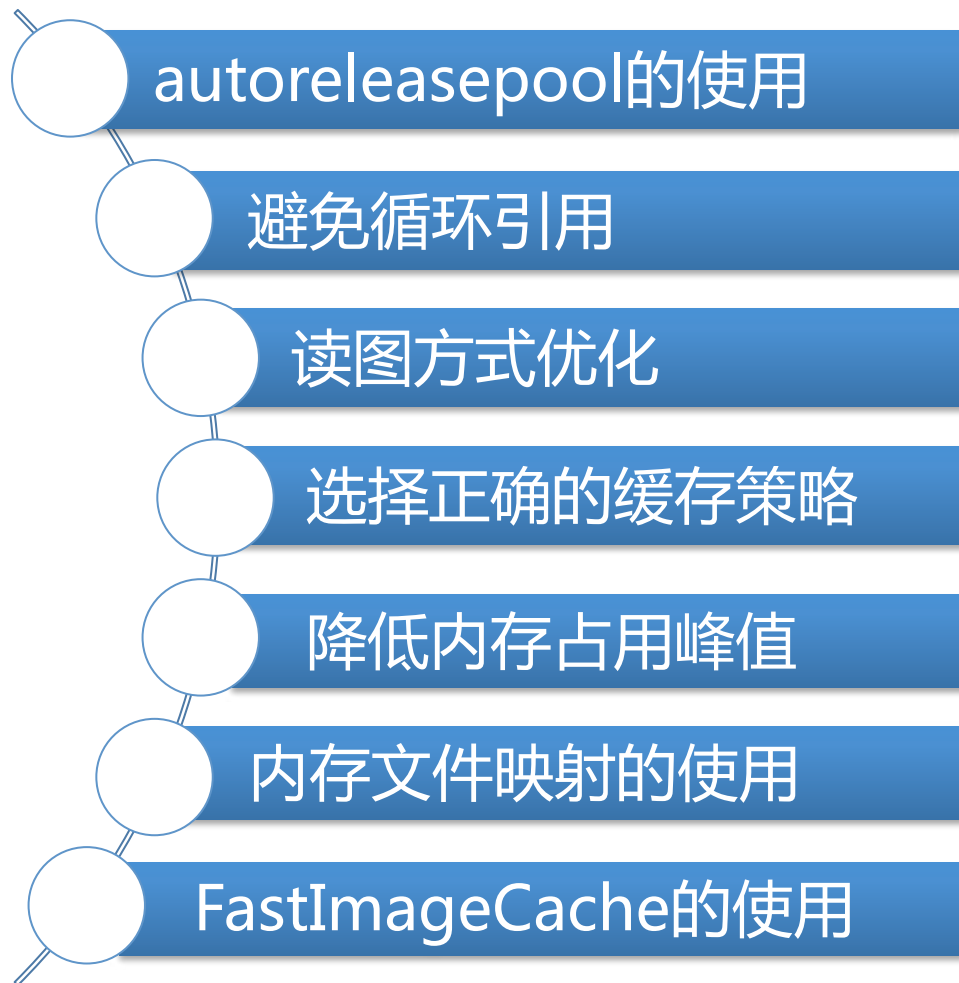 autoreleasepool的使用
避免循环引用
读图方式优化
选择正确的缓存策略
降低内存占用峰值
内存文件映射的使用
FastImageCache的使用